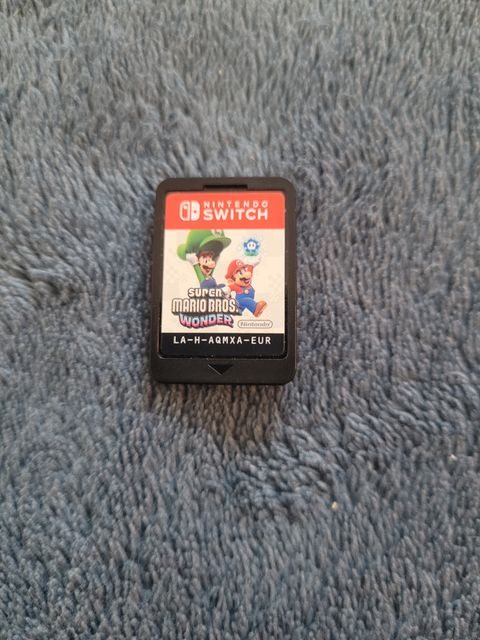 NINTENDO
SWITCH
SUPER
MARIO BROS.
WONDER
Nintendo
LA-H-AQMXA-EUR